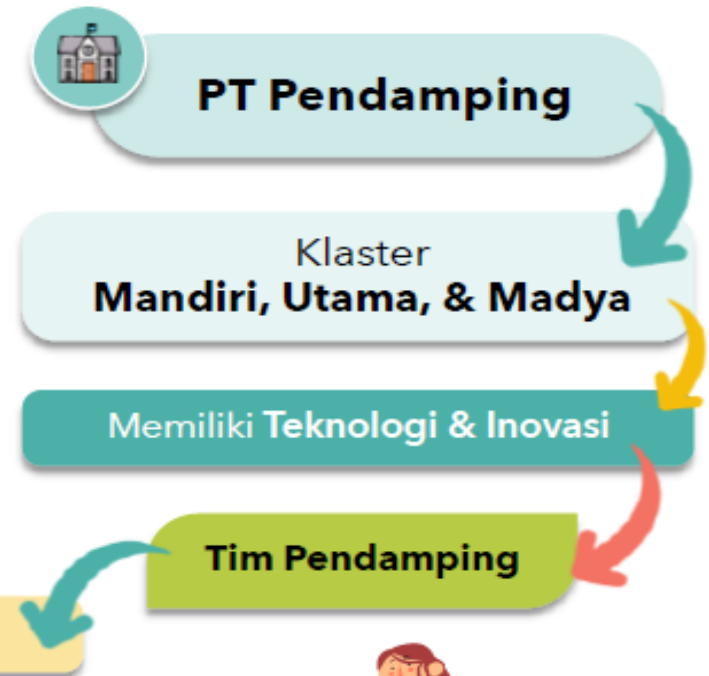 PT Pendamping
Klaster
Mandiri, Utama, & Madya
Memiliki Teknologi & Inovasi
Tim Pendamping